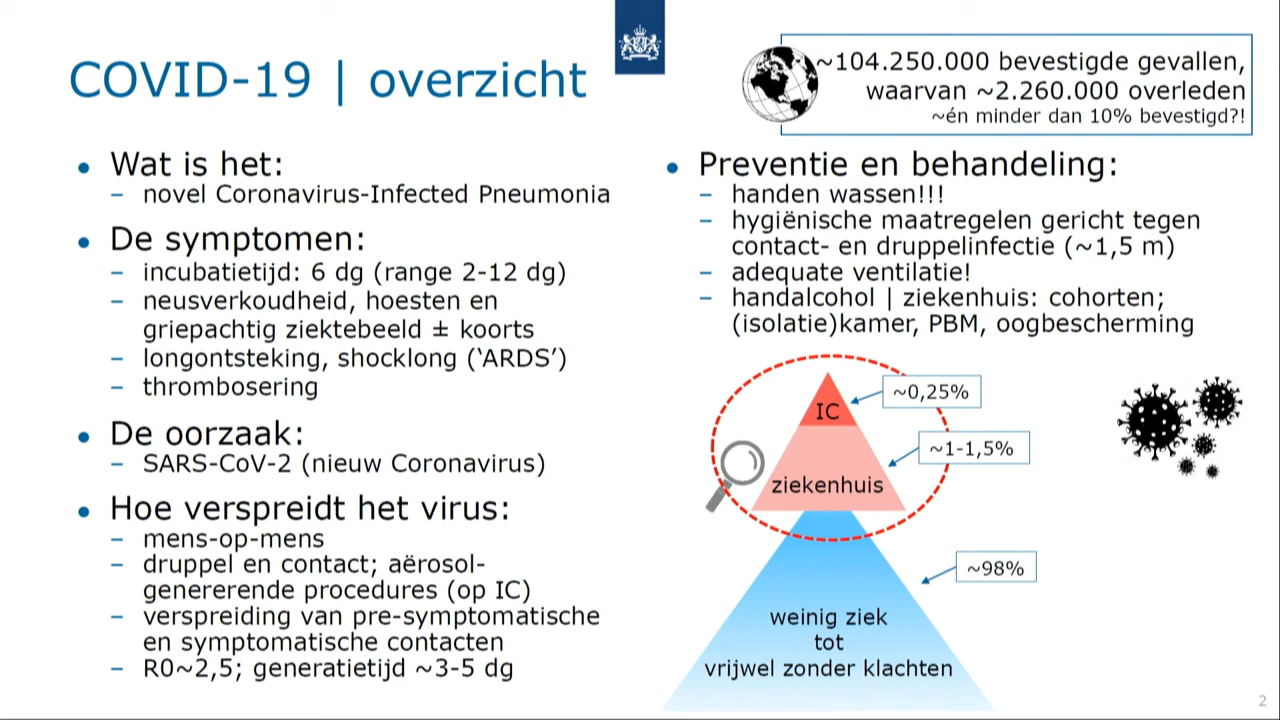 COVID-19 | overzicht
~104.250.000 bevestigde gevallen,
waarvan ~2.260.000 overleden
~én minder dan 10% bevestigd?!
• Wat is het:
– novel Coronavirus-Infected Pneumonia
• De symptomen:
– incubatietijd: 6 dg (range 2-12 dg)
– neusverkoudheid, hoesten en
griepachtig ziektebeeld ± koorts
– longontsteking, shocklong (‘ARDS’)
– thrombosering
• De oorzaak:
– SARS-CoV-2 (nieuw Coronavirus)
• Hoe verspreidt het virus:
– mens-op-mens
– druppel en contact; aërosol-
genererende procedures (op IC)
– verspreiding van pre-symptomatische
en symptomatische contacten
– R0~2,5; generatietijd ~3-5 dg
• Preventie en behandeling:
– handen wassen!!!
– hygiënische maatregelen gericht tegen
contact- en druppelinfectie (~1,5 m)
– adequate ventilatie!
– handalcohol | ziekenhuis: cohorten;
(isolatie)kamer, PBM, oogbescherming
~0,25%
IC
~1-1,5%
ziekenhuis
~98%
weinig ziek
tot
vrijwel zonder klachten
2